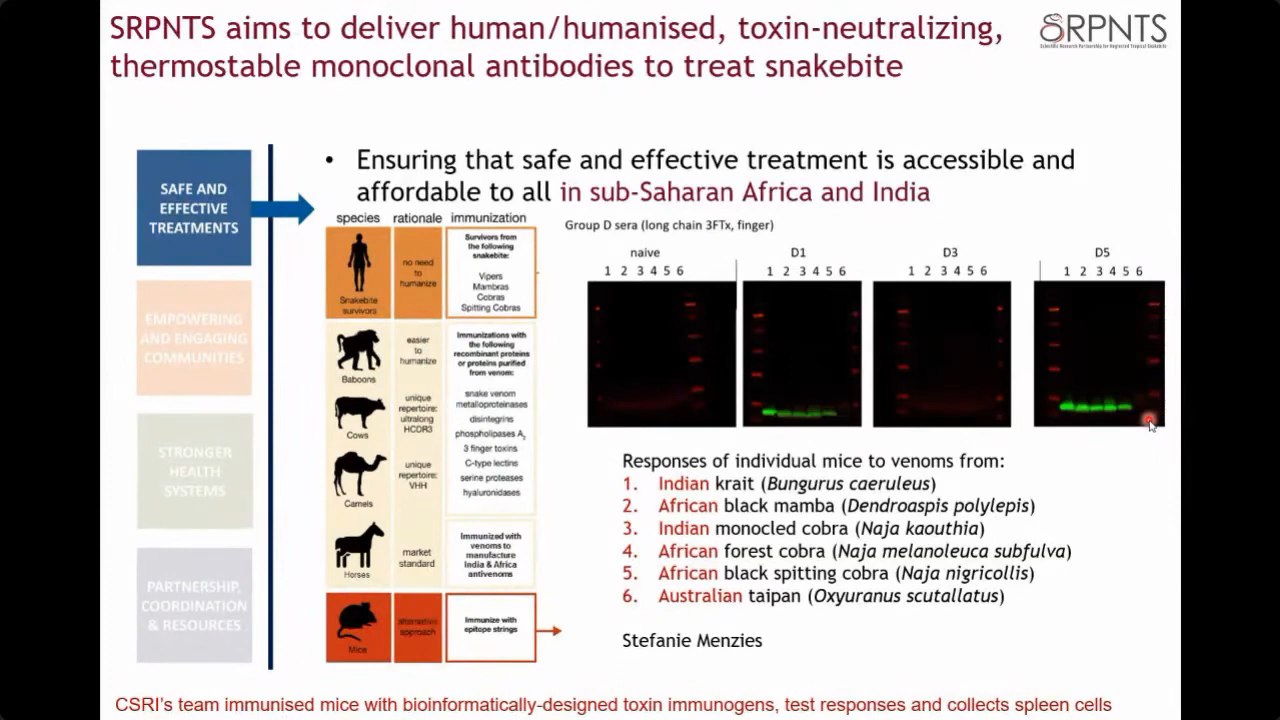 SRPNTS aims to deliver human/humanised, toxin-neutralizing,
thermostable monoclonal antibodies to treat snakebite
SRPNTS
Scientific Research Partnership for Neglected Tropical Snakebite
SAFE AND
EFFECTIVE
TREATMENTS
EMPOWERING
AND ENGAGING
COMMUNITIES
STRONGER
HEALTH
SYSTEMS
PARTNERSHIP,
COORDINATION
& RESOURCES
• Ensuring that safe and effective treatment is accessible and
affordable to all in sub-Saharan Africa and India
species rationale immunization
Snakebite
survivors
no need
to
humanize
Survivors from
the following
snakebite:
Vipers
Mambras
Cobras
Spitting Cobras
Baboons
easier
to
humanize
Immunizations with
the following
recombinant proteins
or proteins purified
from venom:
Cows
unique
repertoire:
ultralong
HCDR3
snake venom
metalloproteinases
disintegrins
phospholipases A2
3 finger toxins
C-type lectins
serine proteases
hyaluronidases
Camels
unique
repertoire:
VHH
Horses
market
standard
Immunized with
venoms to
manufacture
India & Africa
antivenoms
Mice
alternative
approach
Immunize with
epitope strings
Group D sera (long chain 3FTx, finger)
naive D1 D3 D5
1 2 3 4 5 6 1 2 3 4 5 6 1 2 3 4 5 6 1 2 3 4 5 6
Responses of individual mice to venoms from:
1. Indian krait (Bungurus caeruleus)
2. African black mamba (Dendroaspis polylepis)
3. Indian monocled cobra (Naja kaouthia)
4. African forest cobra (Naja melanoleuca subfulva)
5. African black spitting cobra (Naja nigricollis)
6. Australian taipan (Oxyuranus scutallatus)
Stefanie Menzies
CSRI's team immunised mice with bioinformatically-designed toxin immunogens, test responses and collects spleen cells